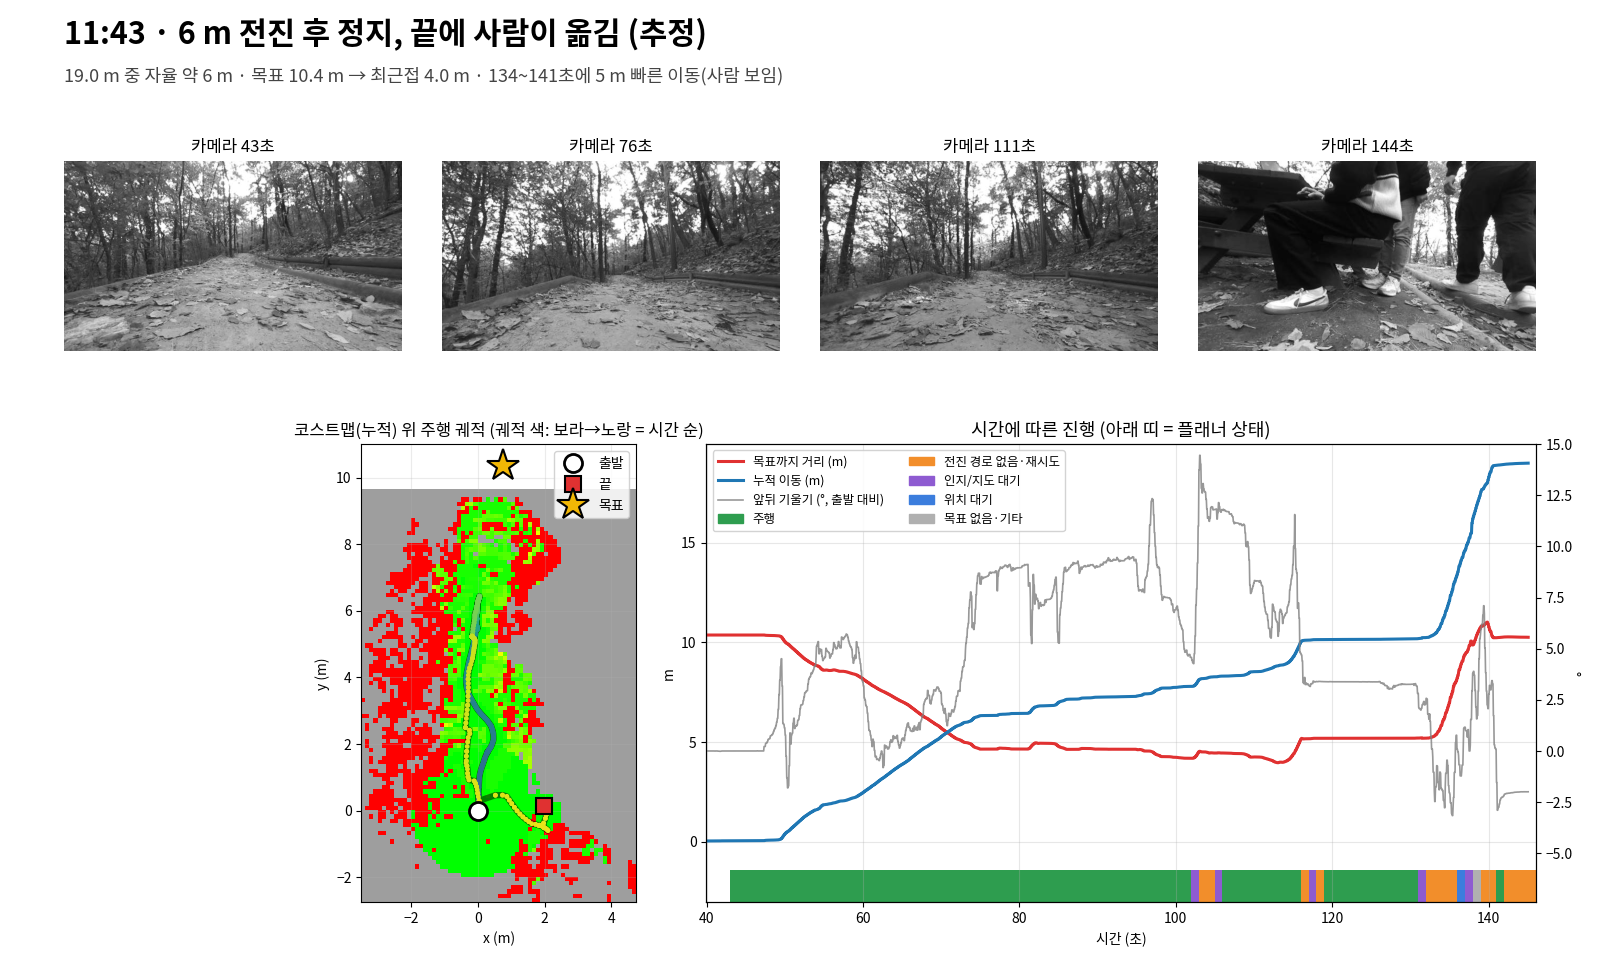 11:43 · 6 m 전진 후 정지, 끝에 사람이 옮김 (추정)
19.0 m 중 자율 약 6 m · 목표 10.4 m → 최근접 4.0 m · 134~141초에 5 m 빠른 이동(사람 보임)
카메라 43초
카메라 76초
카메라 111초
카메라 144초
코스트맵(누적) 위 주행 궤적 (궤적 색: 보라→노랑 = 시간 순)
출발
끝
목표
10
8
6
4
2
0
−2
y (m)
−2
0
2
4
x (m)
시간에 따른 진행 (아래 띠 = 플래너 상태)
목표까지 거리 (m)
누적 이동 (m)
앞뒤 기울기 (°, 출발 대비)
주행
전진 경로 없음·재시도
인지/지도 대기
위치 대기
목표 없음·기타
15
10
5
0
m
15.0
12.5
10.0
7.5
5.0
2.5
0.0
−2.5
−5.0
°
40
60
80
100
120
140
시간 (초)